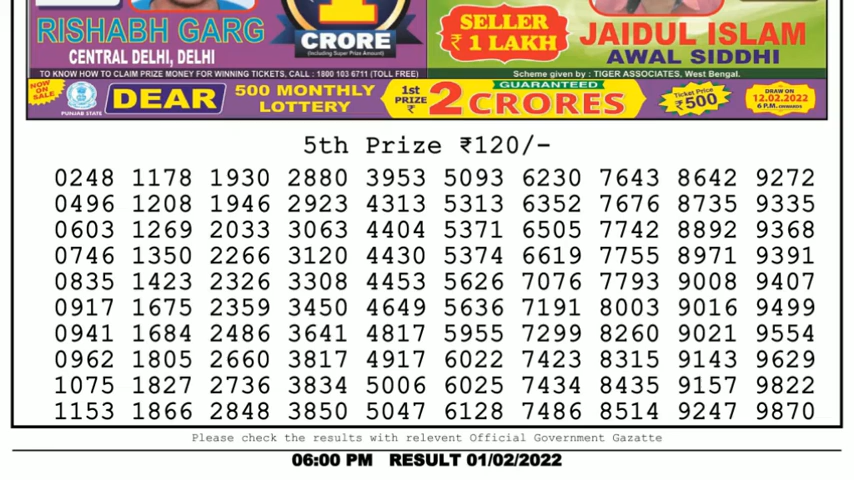 RISHABH GARG
CENTRAL DELHI, DELHI
1
CRORE
(Including Super Prize Amount)
SELLER
₹ 1 LAKH
JAIDUL ISLAM
AWAL SIDDHI
TO KNOW HOW TO CLAIM PRIZE MONEY FOR WINNING TICKETS, CALL : 1800 103 6711 (TOLL FREE)
Scheme given by : TIGER ASSOCIATES, West Bengal.
NOW ON SALE
PUNJAB STATE
DEAR
500 MONTHLY
LOTTERY
1st
PRIZE
₹
GUARANTEED
2 CRORES
Ticket Price
₹500
DRAW ON
12.02.2022
6 P.M. ONWARDS
5th Prize ₹120/-
0248 1178 1930 2880 3953 5093 6230 7643 8642 9272
0496 1208 1946 2923 4313 5313 6352 7676 8735 9335
0603 1269 2033 3063 4404 5371 6505 7742 8892 9368
0746 1350 2266 3120 4430 5374 6619 7755 8971 9391
0835 1423 2326 3308 4453 5626 7076 7793 9008 9407
0917 1675 2359 3450 4649 5636 7191 8003 9016 9499
0941 1684 2486 3641 4817 5955 7299 8260 9021 9554
0962 1805 2660 3817 4917 6022 7423 8315 9143 9629
1075 1827 2736 3834 5006 6025 7434 8435 9157 9822
1153 1866 2848 3850 5047 6128 7486 8514 9247 9870
Please check the results with relevent Official Government Gazatte
06:00 PM RESULT 01/02/2022